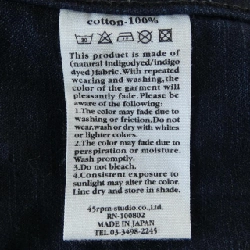 cotton-100%
This product is made of
(natural indigodyed/indigo
dyed)fabric. With repeated
wearing and washing, the
color of the garment will
pleasantly fade. Please be
aware of the following:
1.The color may fade due to
washing or friction. Do not
wear.wash or dry with whites
or lighter colors.
2.The color may fade due to
perspiration or moisture.
Wash promptly.
3.Do not bleach.
4.Consistent exposure to
sunlight may alter the color.
Line dry and store in shade.
45rpm studio co.,Ltd.
RN-100802
MADE IN JAPAN
TEL 03-3498-2245